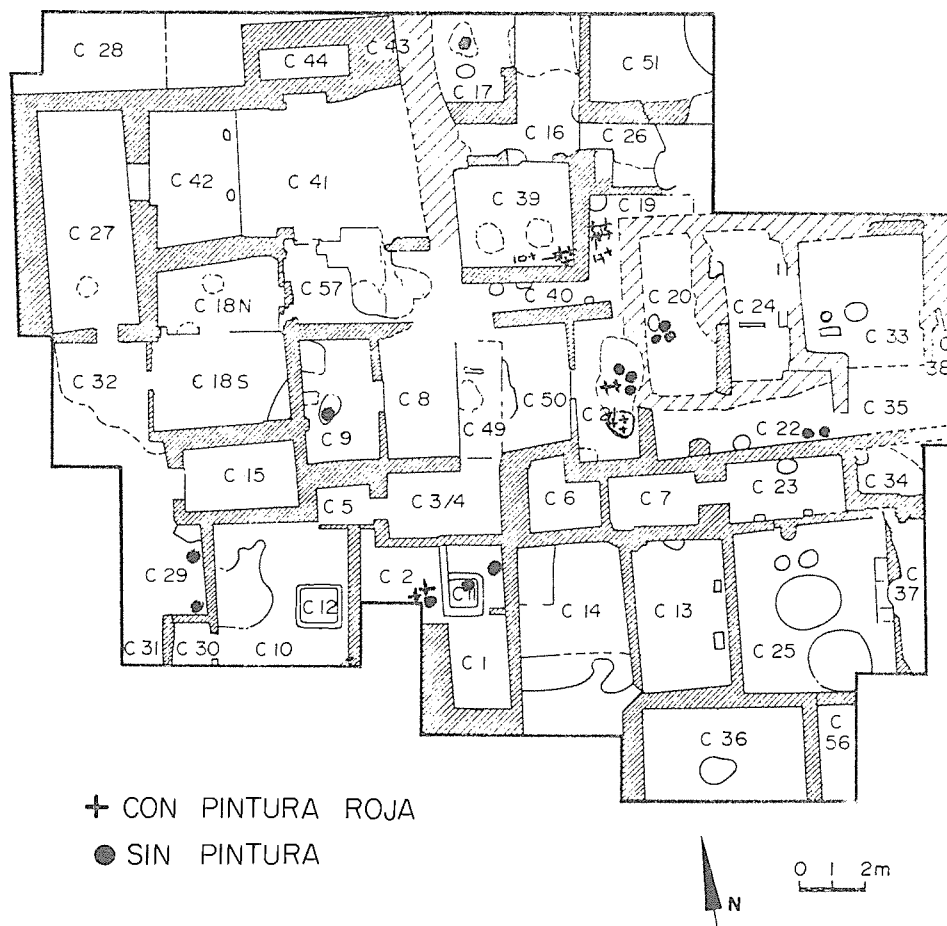 C 28
C 44
C 43
C 17
C 51
C 16
C 26
C 42
C 41
C 39
C 19
C 27
10+
14+
C 18N
C 57
C 40
C 20
C 24
C 33
C 38
C 32
C 18S
C 8
C 50
C 9
C 49
C 21
C 22
C 35
C 15
C 5
C 3/4
C 6
C 7
C 23
C 34
C 29
C 2
C 11
C 12
C 14
C 13
C 37
C 31
C 30
C 10
C 1
C 25
C 36
C 56
+ CON PINTURA ROJA
● SIN PINTURA
0 1 2m
N